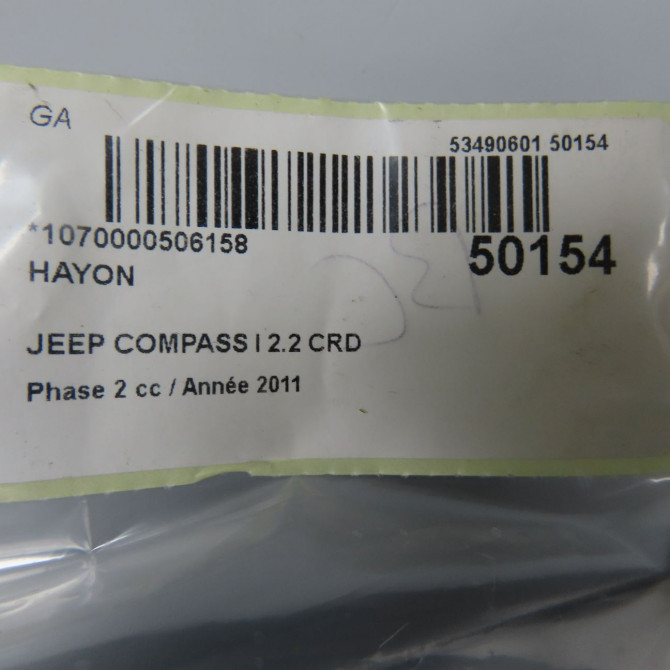 GA
53490601 50154
*1070000506158
50154
HAYON
JEEP COMPASS I 2.2 CRD
Phase 2 cc / Année 2011